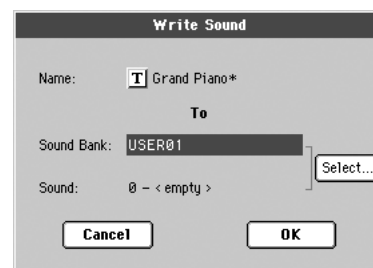 Write Sound
Name: T Grand Piano*
To
Sound Bank: USER01
Select...
Sound: 0 - < empty >
Cancel OK